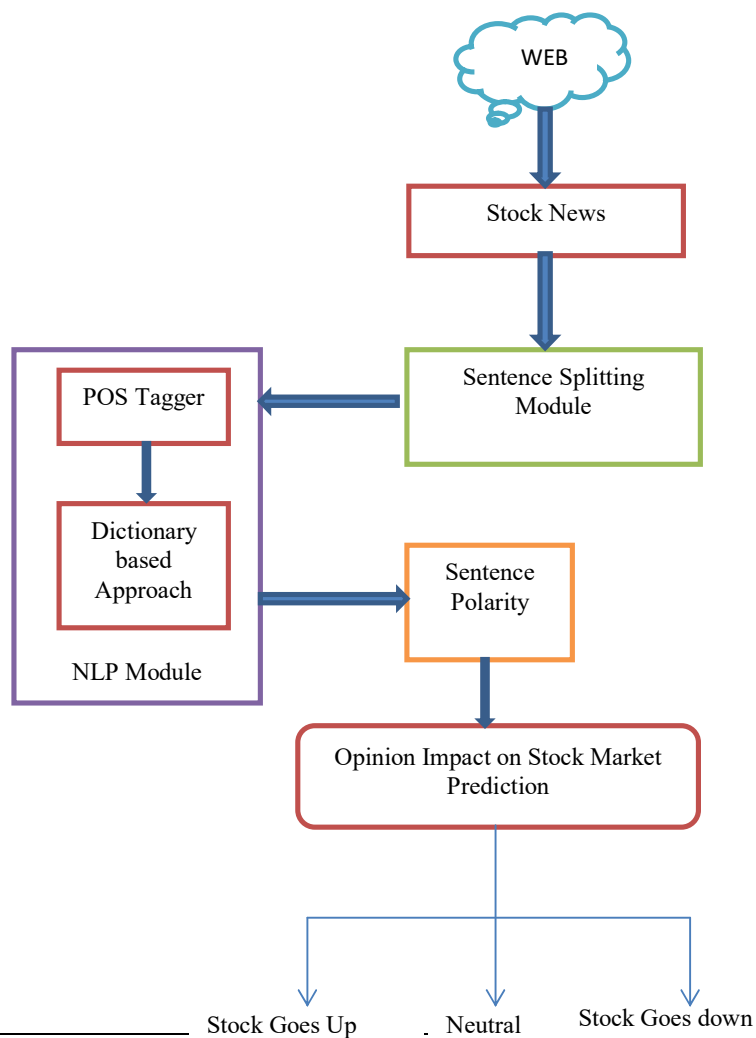 WEB
Stock News
Sentence Splitting
Module
POS Tagger
Dictionary
based
Approach
NLP Module
Sentence
Polarity
Opinion Impact on Stock Market
Prediction
Stock Goes Up
Neutral
Stock Goes down